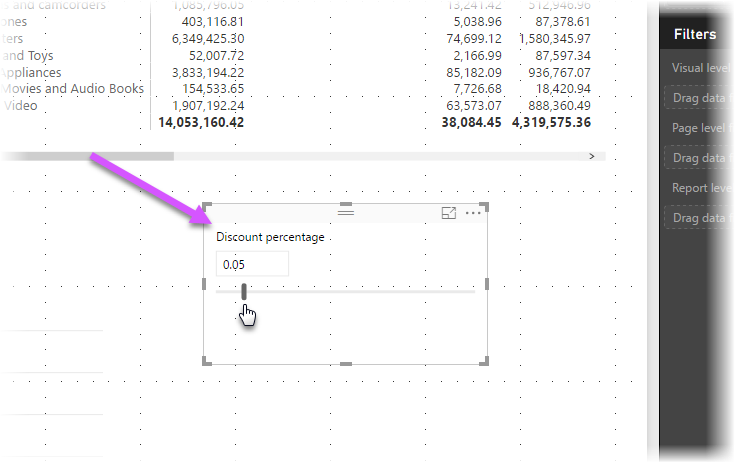 s and camcorders 1,085,796.05 13,241.42 512,946.96
ones 403,116.81 5,038.96 87,378.61
ters 6,349,425.30 74,699.12 1,580,345.97
and Toys 52,007.72 2,166.99 87,597.34
Appliances 3,833,194.22 85,182.09 936,767.07
Movies and Audio Books 154,533.65 7,726.68 18,420.94
Video 1,907,192.24 63,573.07 888,360.49
14,053,160.42 38,084.45 4,319,575.36
Discount percentage
0.05
Filters
Visual level
Drag data
Page level f
Drag data
Report leve
Drag data